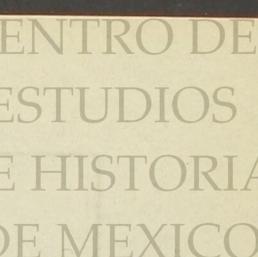 ENTRO DE
ESTUDIOS
E HISTORIA
DE MEXICO